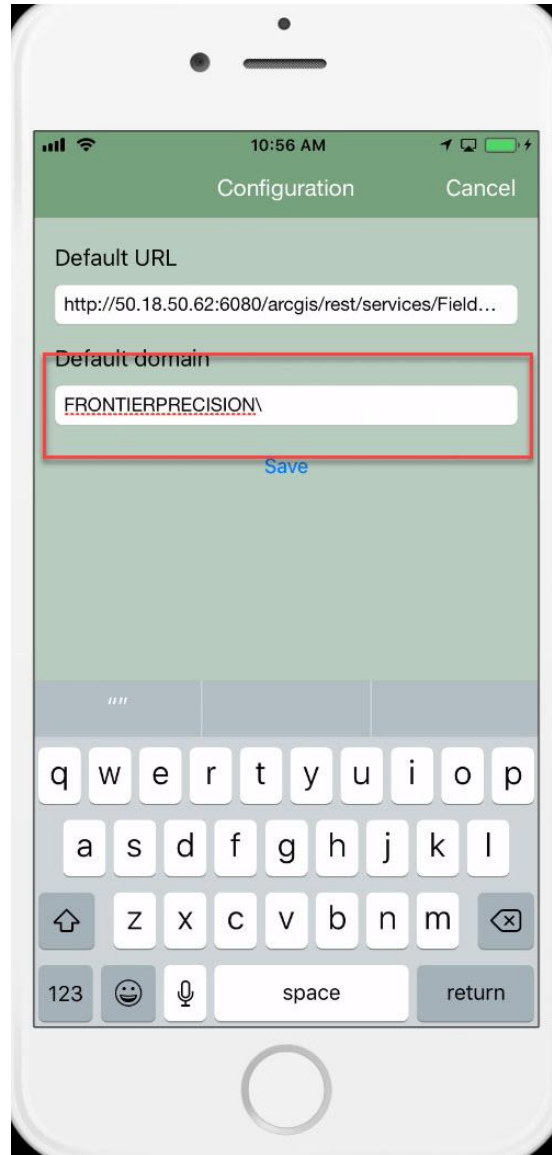 10:56 AM
Configuration Cancel
Default URL
http://50.18.50.62:6080/arcgis/rest/services/Field...
Default domain
FRONTIERPRECISION\
Save
""
q w e r t y u i o p
a s d f g h j k l
z x c v b n m
123 space return